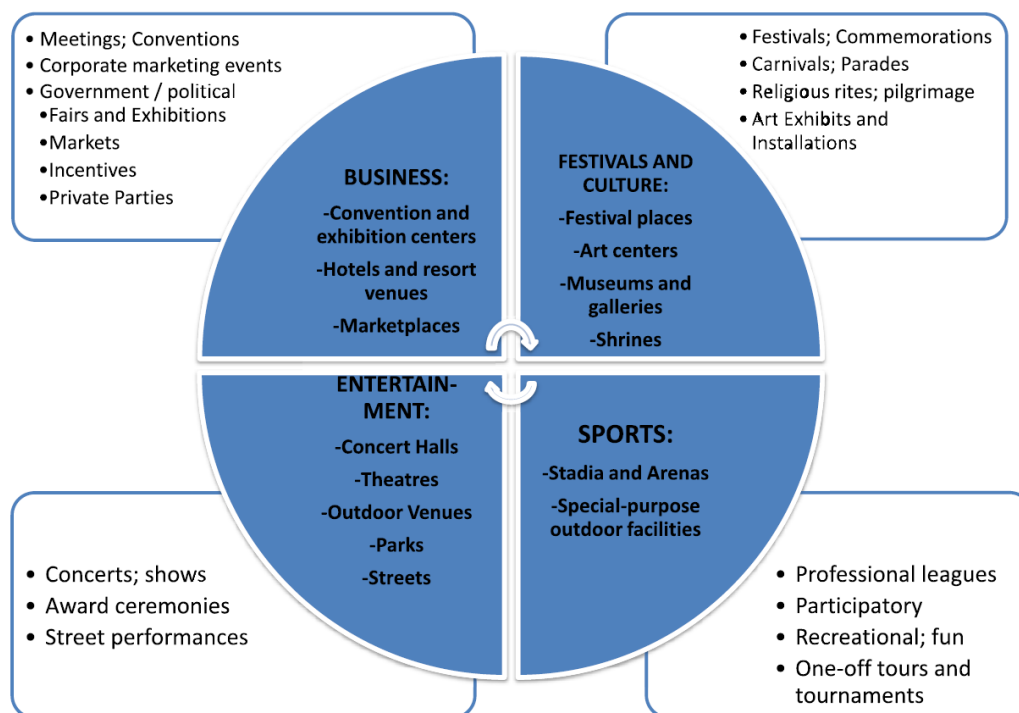 • Meetings; Conventions
• Corporate marketing events
• Government / political
•Fairs and Exhibitions
•Markets
•Incentives
•Private Parties
• Festivals; Commemorations
• Carnivals; Parades
• Religious rites; pilgrimage
• Art Exhibits and
Installations
BUSINESS:
-Convention and
exhibition centers
-Hotels and resort
venues
-Marketplaces
FESTIVALS AND
CULTURE:
-Festival places
-Art centers
-Museums and
galleries
-Shrines
ENTERTAIN-
MENT:
-Concert Halls
-Theatres
-Outdoor Venues
-Parks
-Streets
SPORTS:
-Stadia and Arenas
-Special-purpose
outdoor facilities
• Concerts; shows
• Award ceremonies
• Street performances
• Professional leagues
• Participatory
• Recreational; fun
• One-off tours and
tournaments